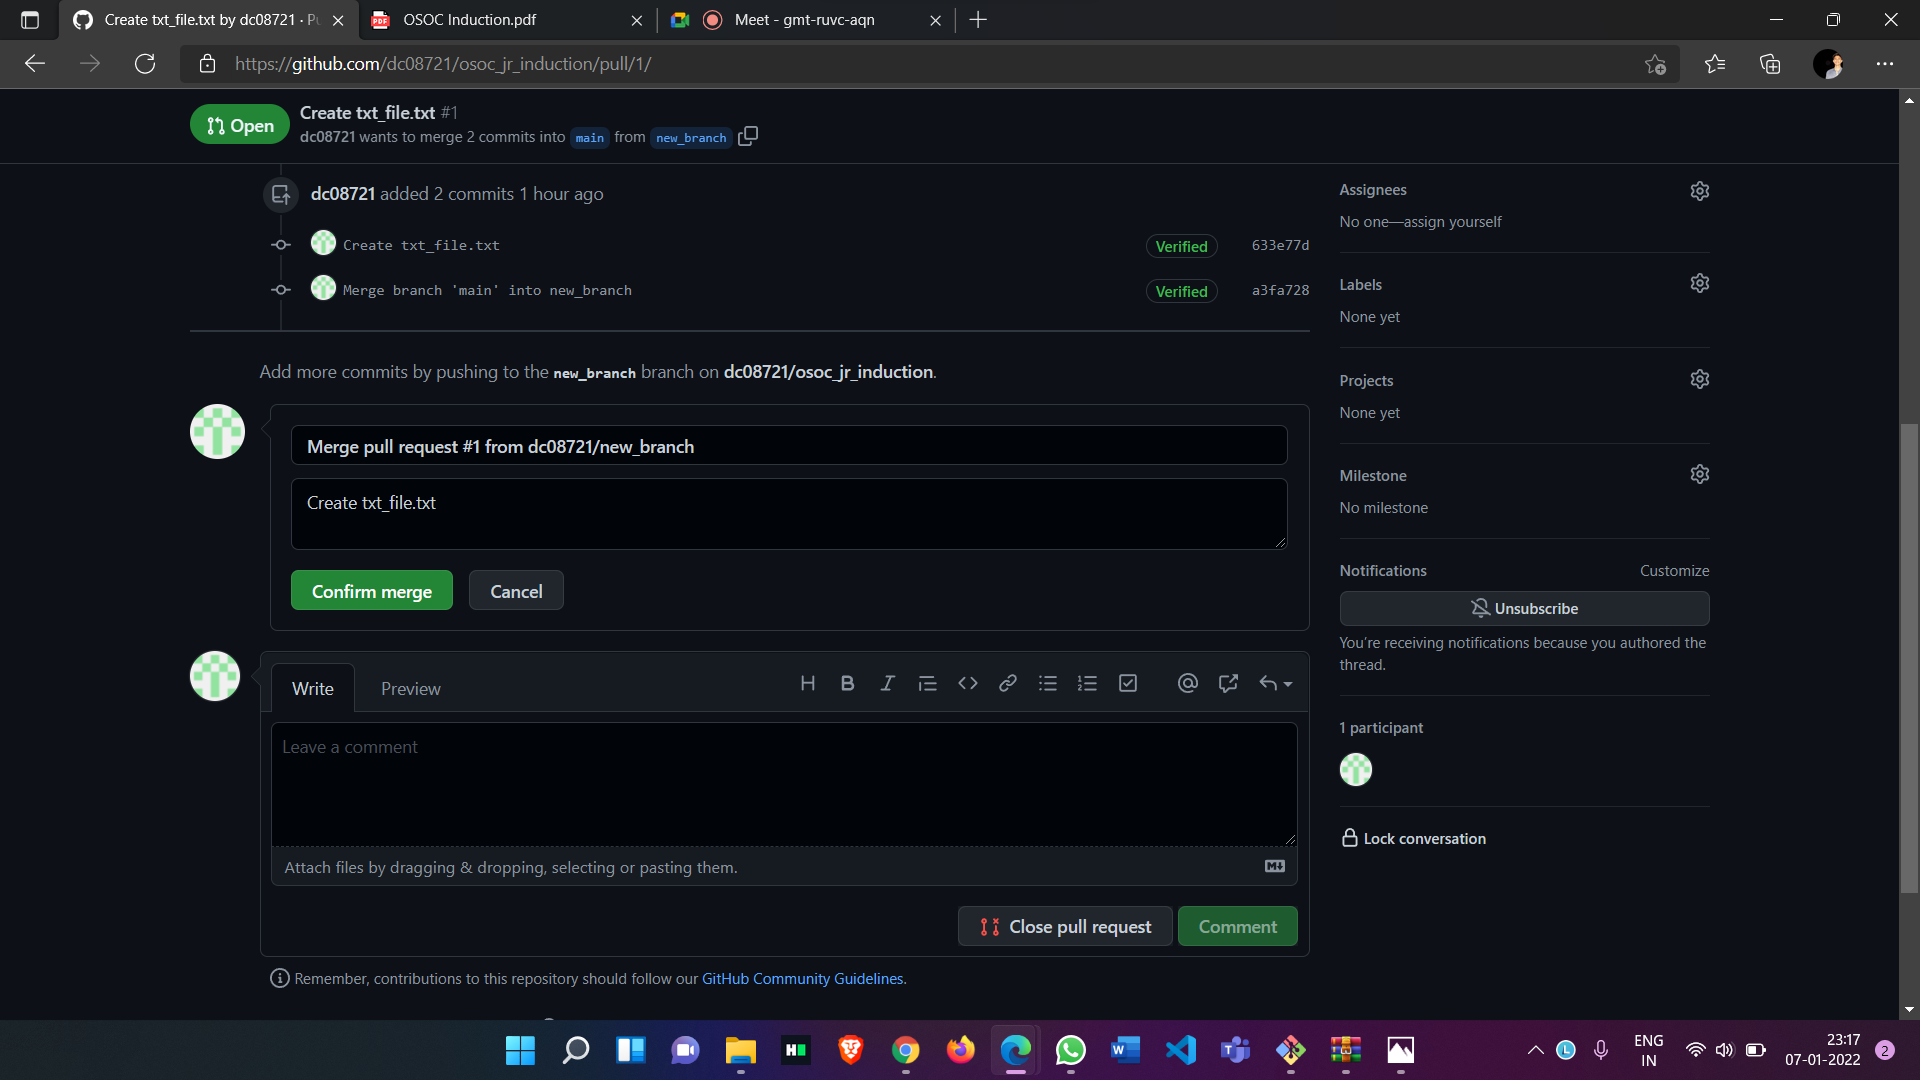 Create txt_file.txt by dc08721 · Pu
OSOC Induction.pdf
Meet - gmt-ruvc-aqn
https://github.com/dc08721/osoc_jr_induction/pull/1/
Open
Create txt_file.txt #1
dc08721 wants to merge 2 commits into main from new_branch
dc08721 added 2 commits 1 hour ago
Create txt_file.txt
Verified
633e77d
Merge branch 'main' into new_branch
Verified
a3fa728
Add more commits by pushing to the new_branch branch on dc08721/osoc_jr_induction.
Merge pull request #1 from dc08721/new_branch
Create txt_file.txt
Confirm merge
Cancel
Write
Preview
Leave a comment
Attach files by dragging & dropping, selecting or pasting them.
Close pull request
Comment
Remember, contributions to this repository should follow our GitHub Community Guidelines.
Assignees
No one—assign yourself
Labels
None yet
Projects
None yet
Milestone
No milestone
Notifications
Customize
Unsubscribe
You're receiving notifications because you authored the
thread.
1 participant
Lock conversation
ENG
IN
23:17
07-01-2022
2